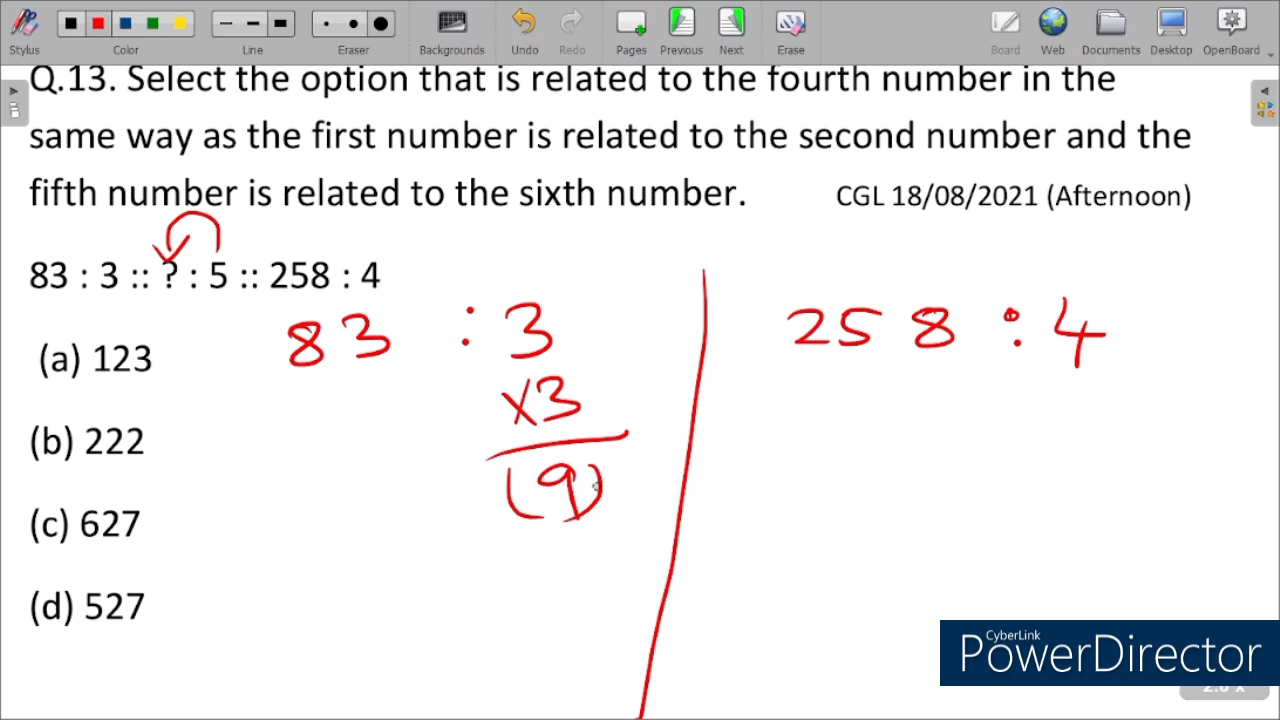 Stylus Color Line Eraser Backgrounds Undo Redo Pages Previous Next Erase Board Web Documents Desktop OpenBoard
Q.13. Select the option that is related to the fourth number in the
same way as the first number is related to the second number and the
fifth number is related to the sixth number. CGL 18/08/2021 (Afternoon)
83 : 3 :: ? : 5 :: 258 : 4
83 : 3
258 : 4
(a) 123
×3
(9)
(b) 222
(c) 627
(d) 527
CyberLink
PowerDirector
2.0 x